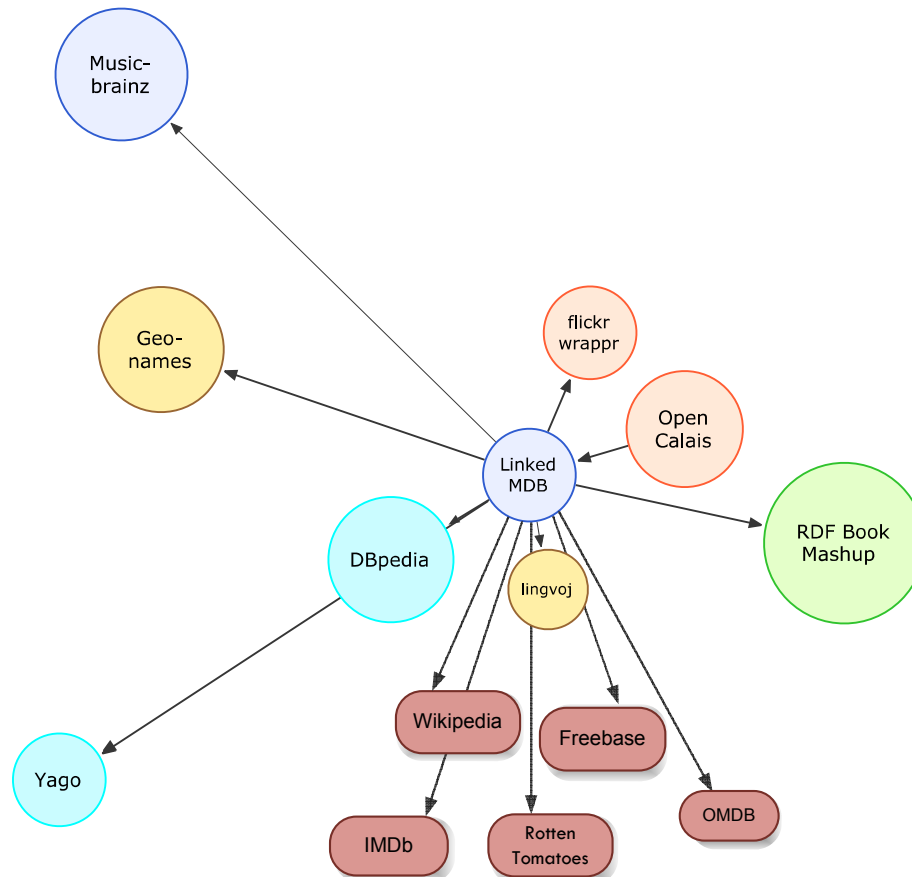 Music-
brainz
Geo-
names
flickr
wrappr
Open
Calais
Linked
MDB
RDF Book
Mashup
DBpedia
lingvoj
Wikipedia
Freebase
Yago
IMDb
Rotten
Tomatoes
OMDB